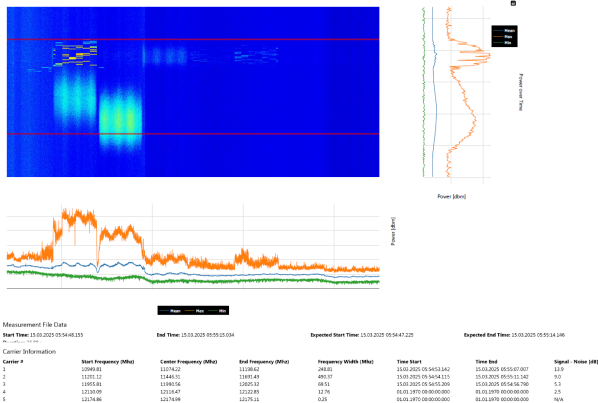 Mean
Max
Min
Power over Time
Power [dbm]
Power [dbm]
Mean Max Min
Measurement File Data
Start Time: 15.03.2025 05:54:48.155 End Time: 15.03.2025 05:55:15.034 Expected Start Time: 15.03.2025 05:54:47.225 Expected End Time: 15.03.2025 05:55:14.146
Carrier Information
Carrier # Start Frequency (Mhz) Center Frequency (Mhz) End Frequency (Mhz) Frequency Width (Mhz) Time Start Time End Signal - Noise (dB)
1 10949.81 11074.22 11198.62 248.81 15.03.2025 05:54:53.142 15.03.2025 05:55:07.007 13.9
2 11201.12 11446.31 11691.49 490.37 15.03.2025 05:54:54.115 15.03.2025 05:55:11.142 9.0
3 11955.81 11990.56 12025.32 69.51 15.03.2025 05:54:55.209 15.03.2025 05:54:56.790 5.3
4 12110.09 12116.47 12122.85 12.76 01.01.1970 00:00:00.000 01.01.1970 00:00:00.000 2.5
5 12174.86 12174.99 12175.11 0.25 01.01.1970 00:00:00.000 01.01.1970 00:00:00.000 N/A